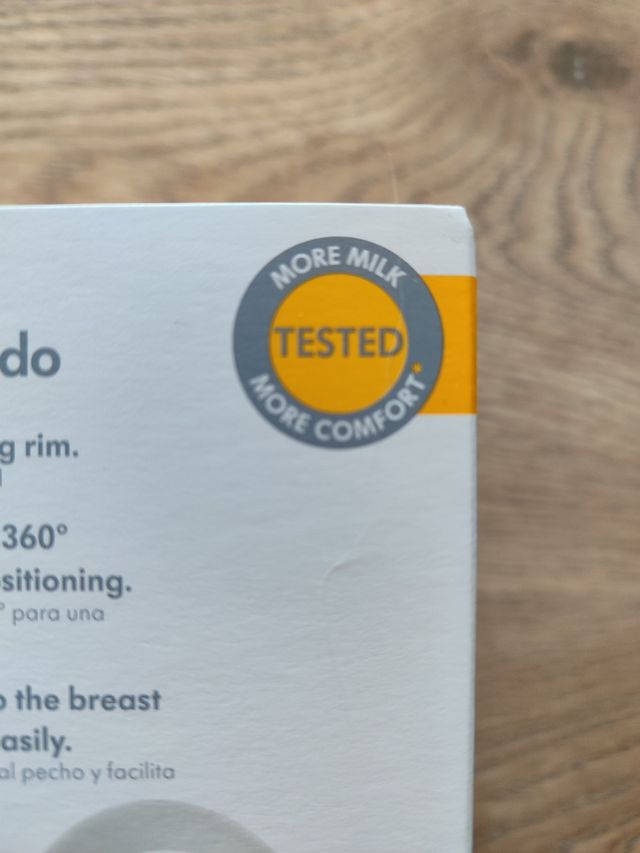 MORE MILK
TESTED
MORE COMFORT*
do
g rim.
360°
sitioning.
° para una
the breast
asily.
al pecho y facilita